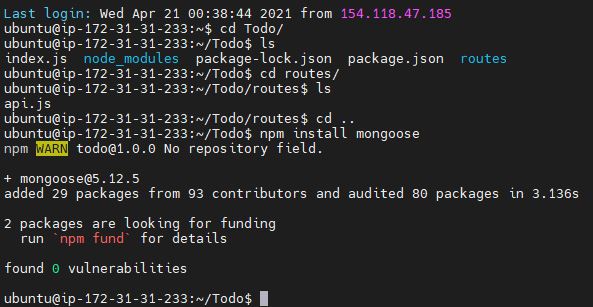 Last login: Wed Apr 21 00:38:44 2021 from 154.118.47.185
ubuntu@ip-172-31-31-233:~$ cd Todo/
ubuntu@ip-172-31-31-233:~/Todo$ ls
index.js  node_modules  package-lock.json  package.json  routes
ubuntu@ip-172-31-31-233:~/Todo$ cd routes/
ubuntu@ip-172-31-31-233:~/Todo/routes$ ls
api.js
ubuntu@ip-172-31-31-233:~/Todo/routes$ cd ..
ubuntu@ip-172-31-31-233:~/Todo$ npm install mongoose
npm WARN todo@1.0.0 No repository field.
+ mongoose@5.12.5
added 29 packages from 93 contributors and audited 80 packages in 3.136s
2 packages are looking for funding
  run `npm fund` for details
found 0 vulnerabilities
ubuntu@ip-172-31-31-233:~/Todo$